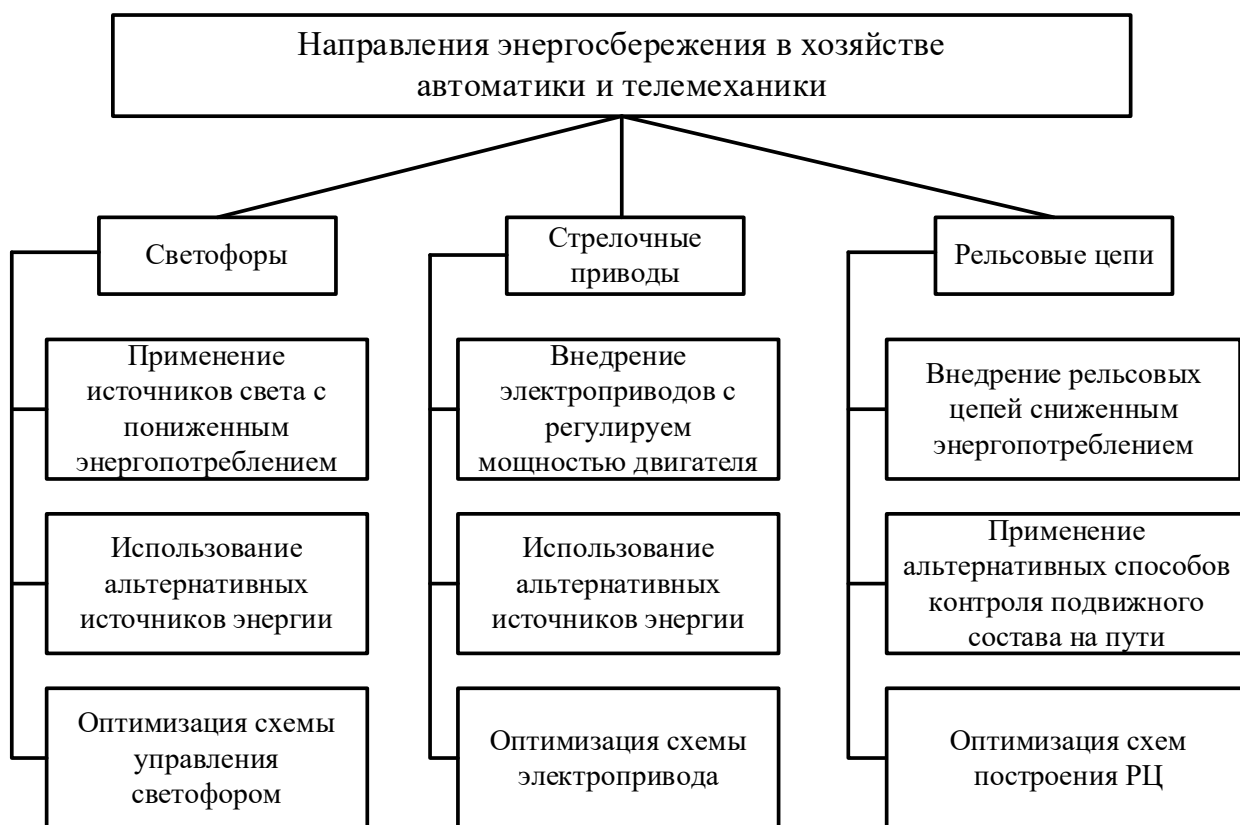 Направления энергосбережения в хозяйстве
автоматики и телемеханики
Светофоры
Стрелочные
приводы
Рельсовые цепи
Применение
источников света с
пониженным
энергопотреблением
Внедрение
электроприводов с
регулируем
мощностью двигателя
Внедрение рельсовых
цепей сниженным
энергопотреблением
Использование
альтернативных
источников энергии
Использование
альтернативных
источников энергии
Применение
альтернативных способов
контроля подвижного
состава на пути
Оптимизация схемы
управления
светофором
Оптимизация схемы
электропривода
Оптимизация схем
построения РЦ